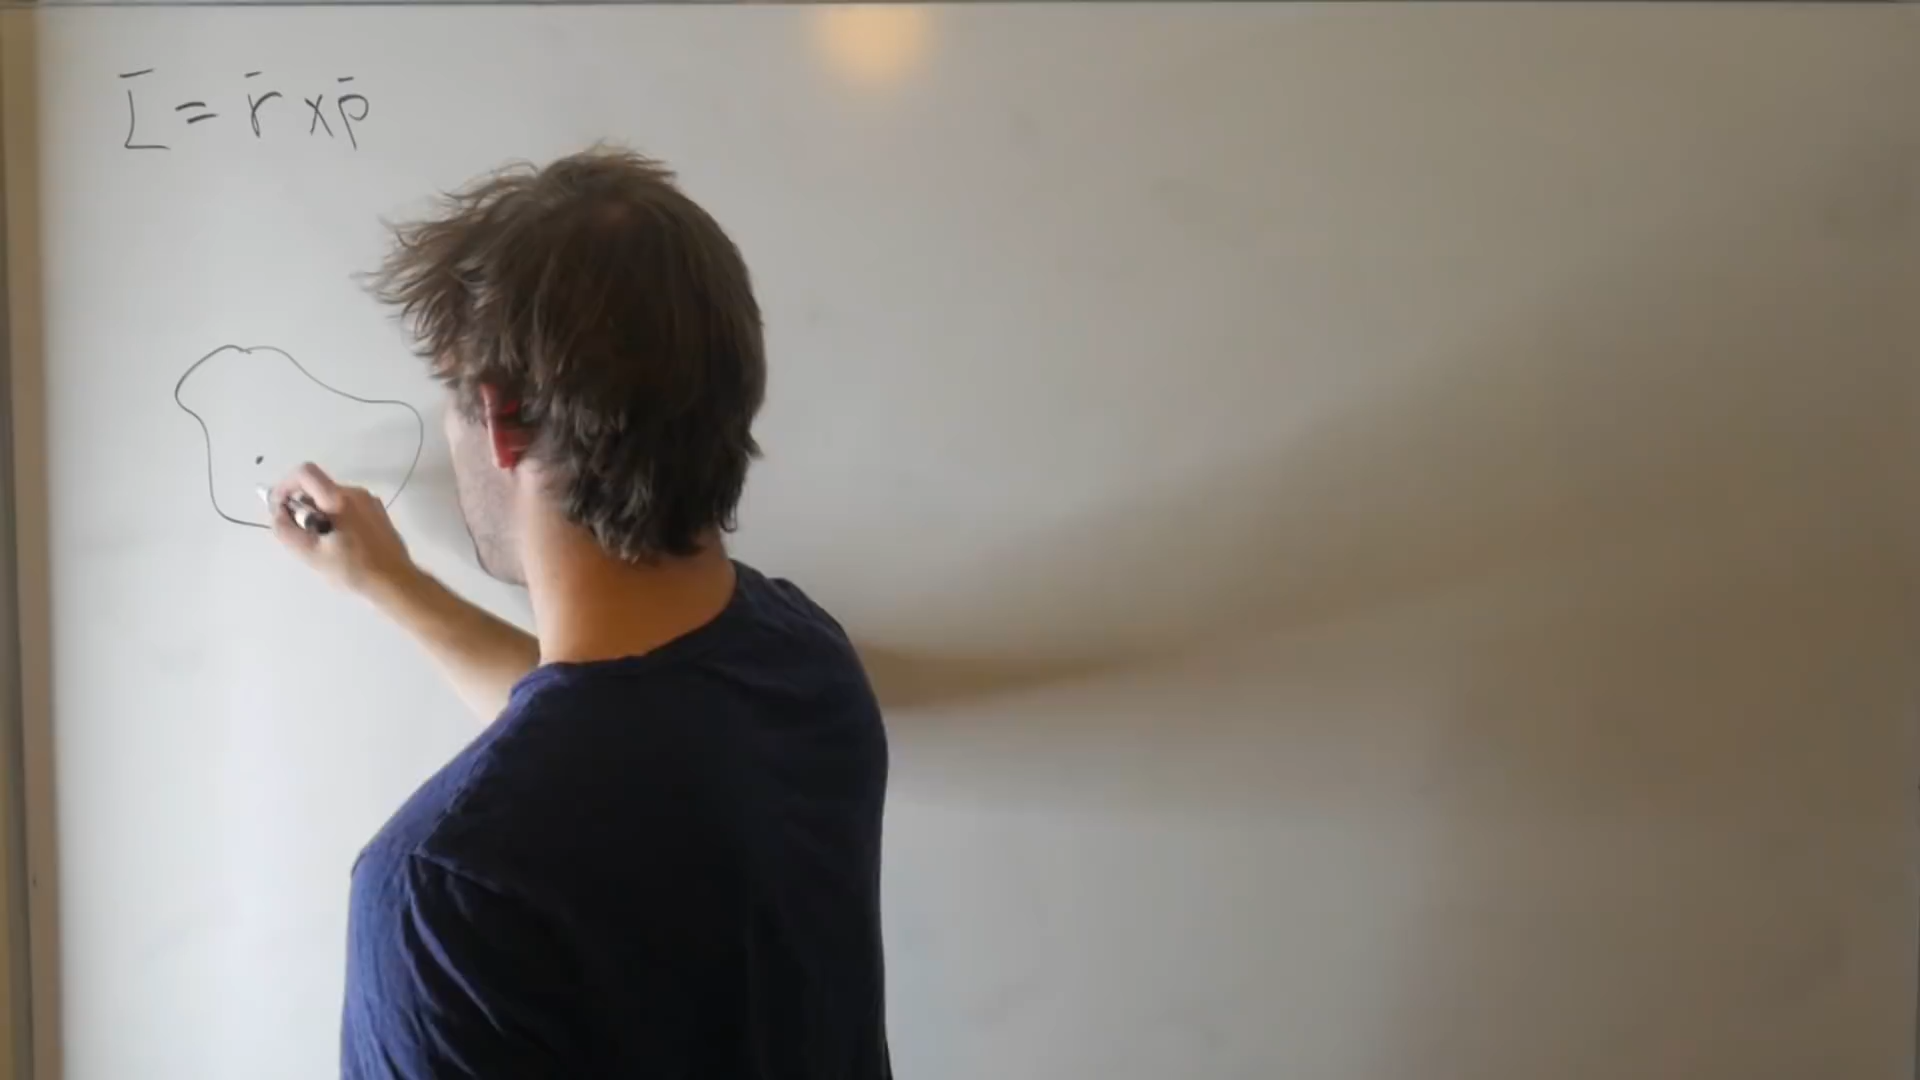 L̄ = r̄ x p̄